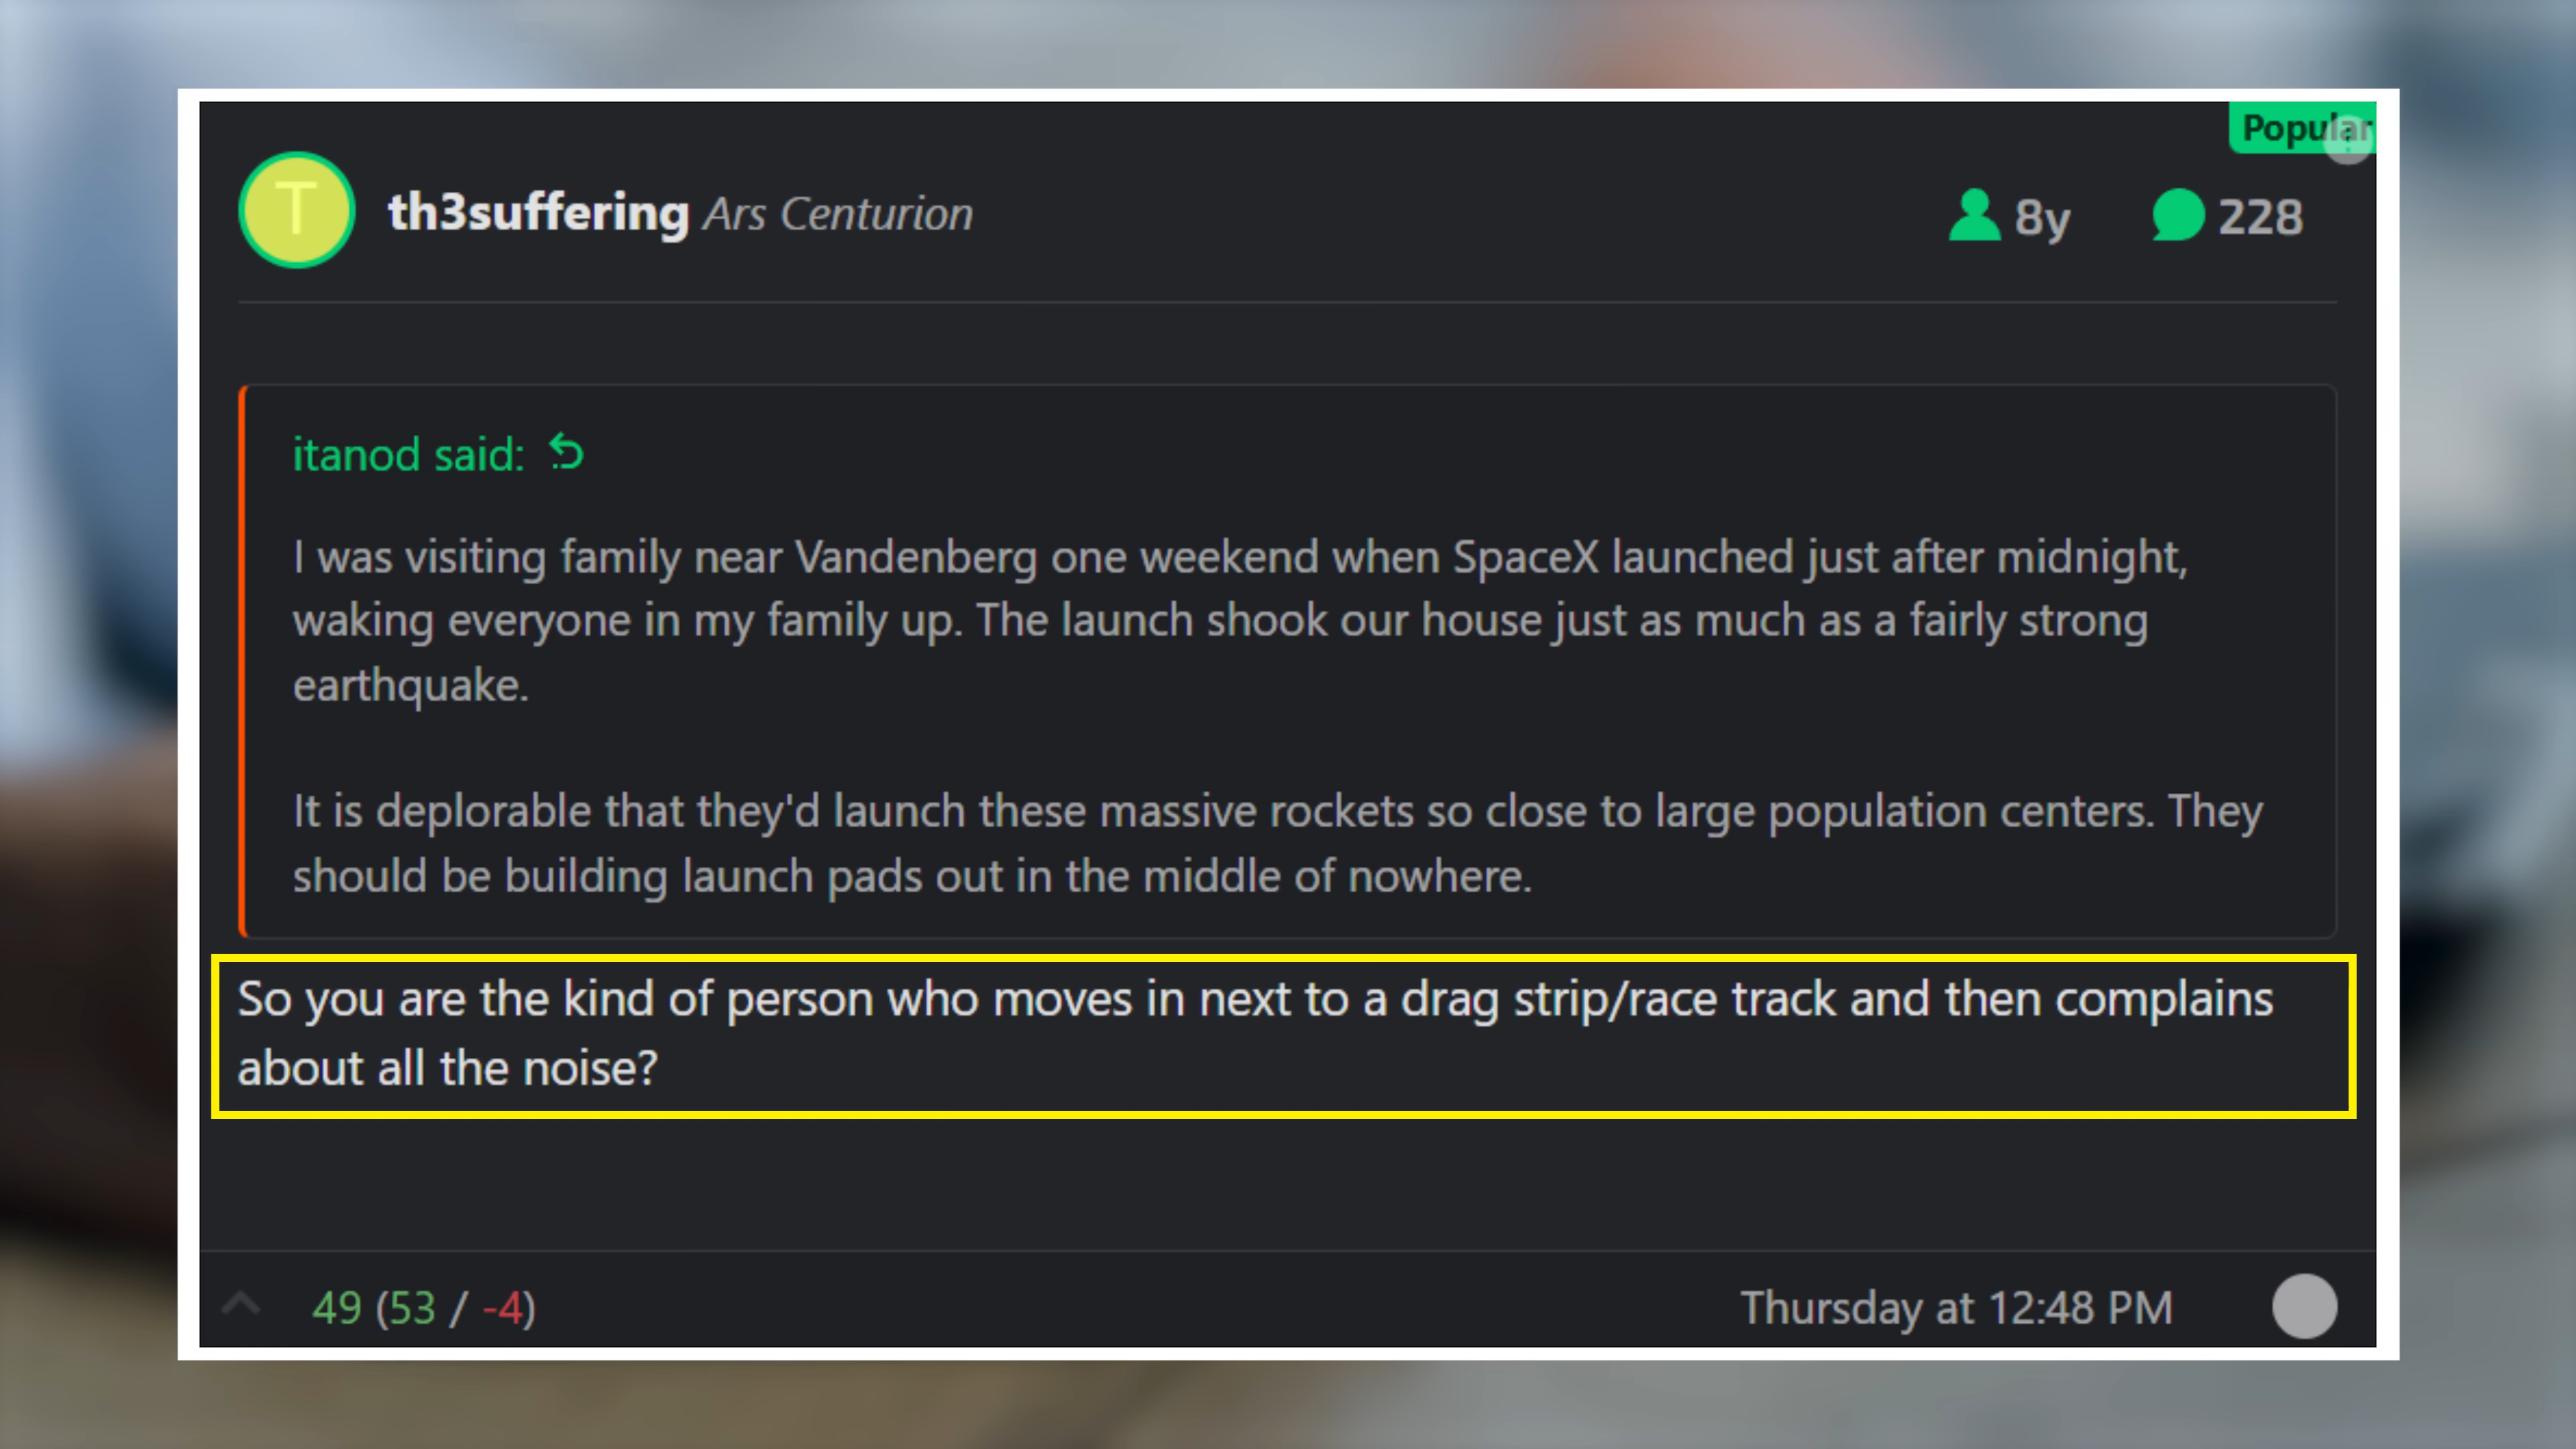 Popular
T
th3suffering Ars Centurion
8y
228
itanod said:
I was visiting family near Vandenberg one weekend when SpaceX launched just after midnight,
waking everyone in my family up. The launch shook our house just as much as a fairly strong
earthquake.
It is deplorable that they'd launch these massive rockets so close to large population centers. They
should be building launch pads out in the middle of nowhere.
So you are the kind of person who moves in next to a drag strip/race track and then complains
about all the noise?
49 (53 / -4)
Thursday at 12:48 PM